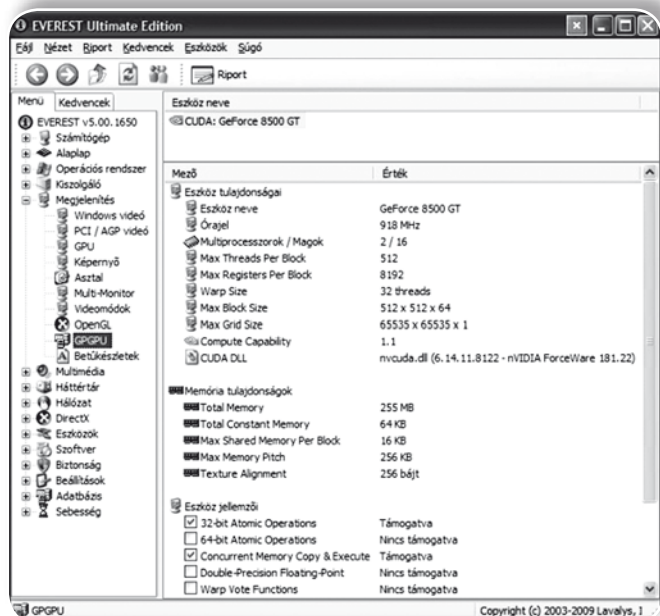 EVEREST Ultimate Edition
Fájl Nézet Riport Kedvencek Eszközök Súgó
Riport
Menü Kedvencek
EVEREST v5.00.1650
Számítógép
Alaplap
Operációs rendszer
Kiszolgáló
Megjelenítés
Windows videó
PCI / AGP videó
GPU
Képernyő
Asztal
Multi-Monitor
Videomódok
OpenGL
GPGPU
Betűkészletek
Multimédia
Háttértár
Hálózat
DirectX
Eszközök
Szoftver
Biztonság
Beállítások
Adatbázis
Sebesség
Eszköz neve
CUDA: GeForce 8500 GT
Mező Érték
Eszköz tulajdonságai
Eszköz neve GeForce 8500 GT
Órajel 918 MHz
Multiprocesszorok / Magok 2 / 16
Max Threads Per Block 512
Max Registers Per Block 8192
Warp Size 32 threads
Max Block Size 512 x 512 x 64
Max Grid Size 65535 x 65535 x 1
Compute Capability 1.1
CUDA DLL nvcuda.dll (6.14.11.8122 - nVIDIA ForceWare 181.22)
Memória tulajdonságok
Total Memory 255 MB
Total Constant Memory 64 KB
Max Shared Memory Per Block 16 KB
Max Memory Pitch 256 KB
Texture Alignment 256 bájt
Eszköz jellemzői
32-bit Atomic Operations Támogatva
64-bit Atomic Operations Nincs támogatva
Concurrent Memory Copy & Execute Támogatva
Double-Precision Floating-Point Nincs támogatva
Warp Vote Functions Nincs támogatva
GPGPU Copyright (c) 2003-2009 Lavalys, I